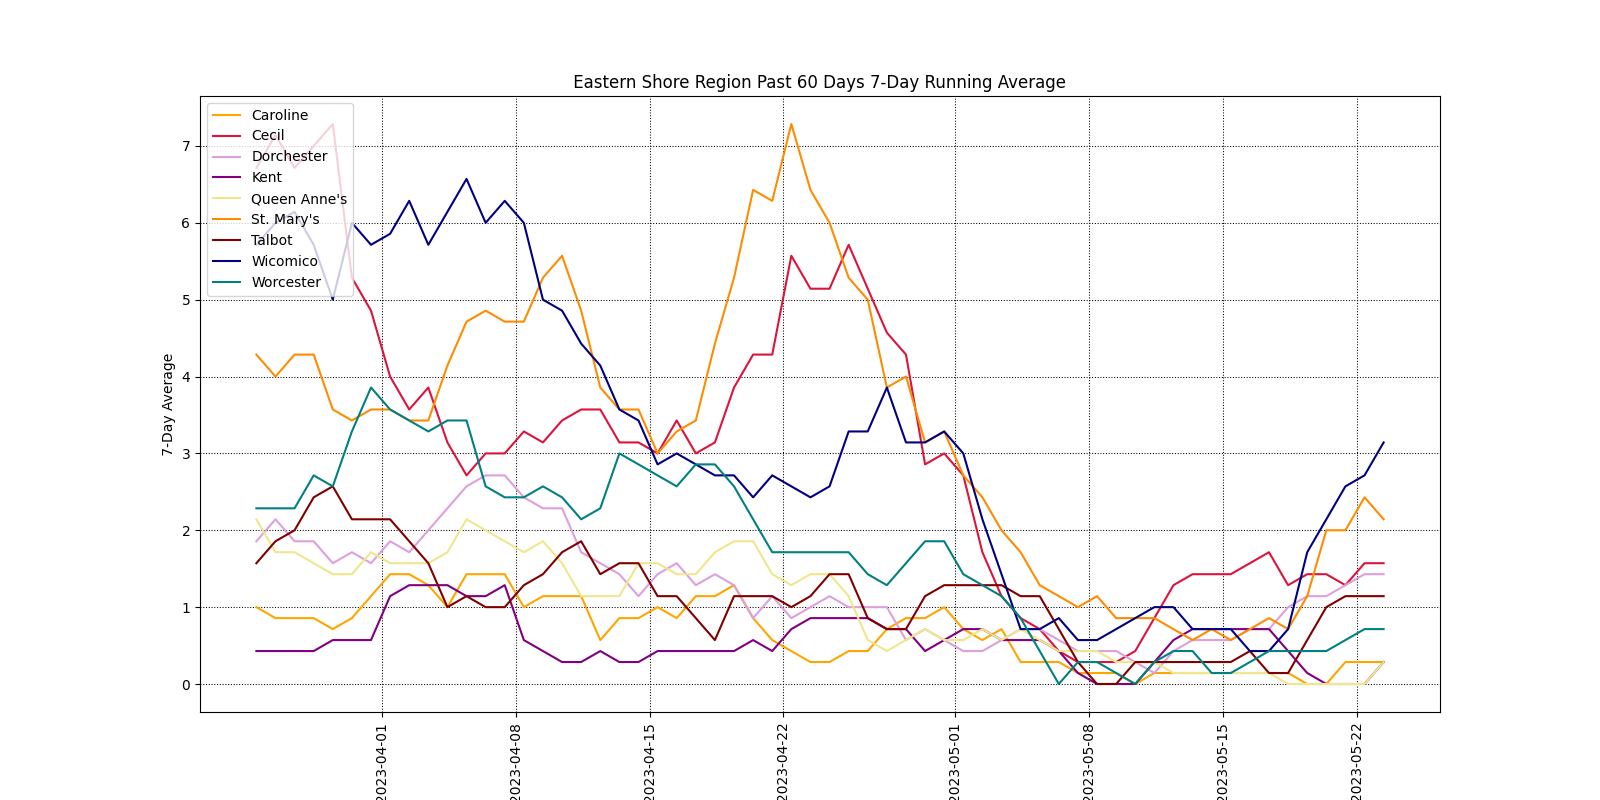 Eastern Shore Region Past 60 Days 7-Day Running Average
Caroline
Cecil
Dorchester
Kent
Queen Anne's
St. Mary's
Talbot
Wicomico
Worcester
7-Day Average
7
6
5
4
3
2
1
0
2023-04-01
2023-04-08
2023-04-15
2023-04-22
2023-05-01
2023-05-08
2023-05-15
2023-05-22